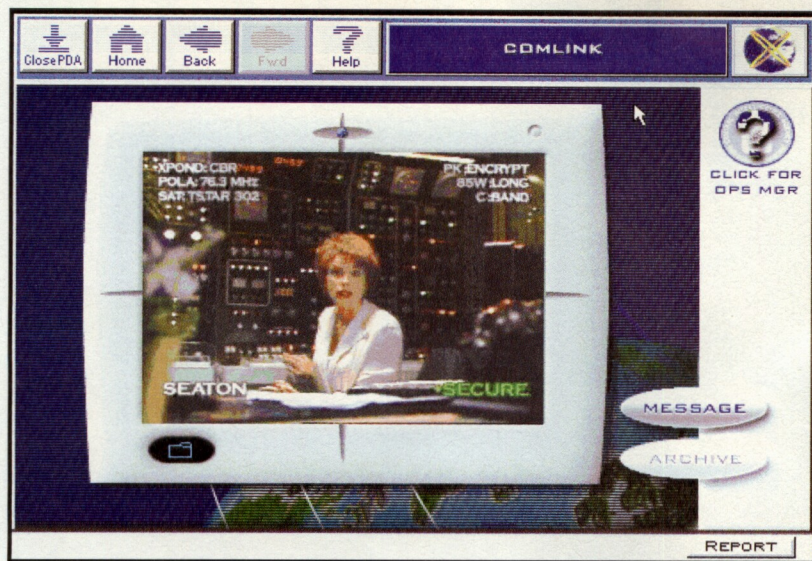 ClosePDA
Home
Back
Fwd
Help
COMLINK
CLICK FOR
OPS MGR
XPOND: CBR
POLA: 76.3 MHz
SAT: TSTAR 302
PK:ENCRYPT
85W:LONG
C:BAND
SEATON
SECURE
MESSAGE
ARCHIVE
REPORT